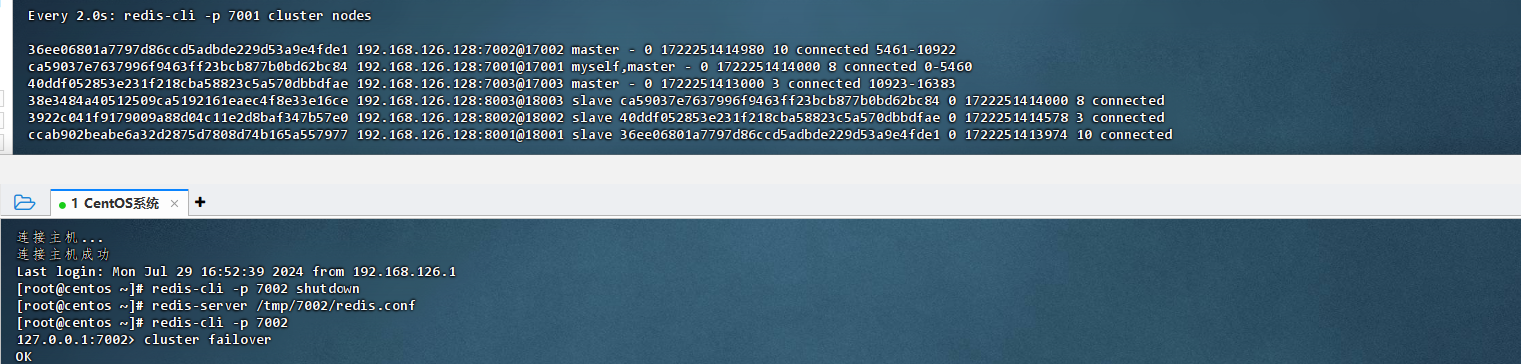 Every 2.0s: redis-cli -p 7001 cluster nodes
36ee06801a7797d86ccd5adbde229d53a9e4fde1 192.168.126.128:7002@17002 master - 0 1722251414980 10 connected 5461-10922
ca59037e7637996f9463ff23bcb877b0bd62bc84 192.168.126.128:7001@17001 myself,master - 0 1722251414000 8 connected 0-5460
40ddf052853e231f218cba58823c5a570dbbdfae 192.168.126.128:7003@17003 master - 0 1722251413000 3 connected 10923-16383
38e3484a40512509ca5192161eaec4f8e33e16ce 192.168.126.128:8003@18003 slave ca59037e7637996f9463ff23bcb877b0bd62bc84 0 1722251414000 8 connected
3922c041f9179009a88d04c11e2d8baf347b57e0 192.168.126.128:8002@18002 slave 40ddf052853e231f218cba58823c5a570dbbdfae 0 1722251414578 3 connected
ccab902beabe6a32d2875d7808d74b165a557977 192.168.126.128:8001@18001 slave 36ee06801a7797d86ccd5adbde229d53a9e4fde1 0 1722251413974 10 connected
1 CentOS系统 × +
连接主机...
连接主机成功
Last login: Mon Jul 29 16:52:39 2024 from 192.168.126.1
[root@centos ~]# redis-cli -p 7002 shutdown
[root@centos ~]# redis-server /tmp/7002/redis.conf
[root@centos ~]# redis-cli -p 7002
127.0.0.1:7002> cluster failover
OK